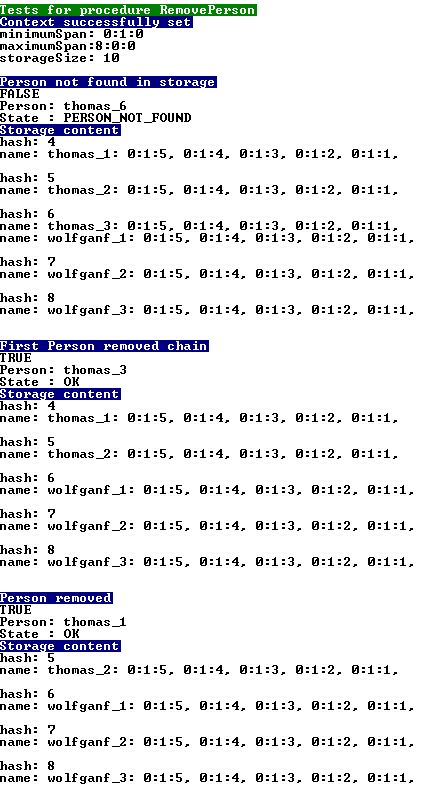 Tests for procedure RemovePerson
Context successfully set
minimumSpan: 0:1:0
maximumSpan:8:0:0
storageSize: 10
Person not found in storage
FALSE
Person: thomas_6
State : PERSON_NOT_FOUND
Storage content
hash: 4
name: thomas_1: 0:1:5, 0:1:4, 0:1:3, 0:1:2, 0:1:1,
hash: 5
name: thomas_2: 0:1:5, 0:1:4, 0:1:3, 0:1:2, 0:1:1,
hash: 6
name: thomas_3: 0:1:5, 0:1:4, 0:1:3, 0:1:2, 0:1:1,
name: wolfganf_1: 0:1:5, 0:1:4, 0:1:3, 0:1:2, 0:1:1,
hash: 7
name: wolfganf_2: 0:1:5, 0:1:4, 0:1:3, 0:1:2, 0:1:1,
hash: 8
name: wolfganf_3: 0:1:5, 0:1:4, 0:1:3, 0:1:2, 0:1:1,
First Person removed chain
TRUE
Person: thomas_3
State : OK
Storage content
hash: 4
name: thomas_1: 0:1:5, 0:1:4, 0:1:3, 0:1:2, 0:1:1,
hash: 5
name: thomas_2: 0:1:5, 0:1:4, 0:1:3, 0:1:2, 0:1:1,
hash: 6
name: wolfganf_1: 0:1:5, 0:1:4, 0:1:3, 0:1:2, 0:1:1,
hash: 7
name: wolfganf_2: 0:1:5, 0:1:4, 0:1:3, 0:1:2, 0:1:1,
hash: 8
name: wolfganf_3: 0:1:5, 0:1:4, 0:1:3, 0:1:2, 0:1:1,
Person removed
TRUE
Person: thomas_1
State : OK
Storage content
hash: 5
name: thomas_2: 0:1:5, 0:1:4, 0:1:3, 0:1:2, 0:1:1,
hash: 6
name: wolfganf_1: 0:1:5, 0:1:4, 0:1:3, 0:1:2, 0:1:1,
hash: 7
name: wolfganf_2: 0:1:5, 0:1:4, 0:1:3, 0:1:2, 0:1:1,
hash: 8
name: wolfganf_3: 0:1:5, 0:1:4, 0:1:3, 0:1:2, 0:1:1,